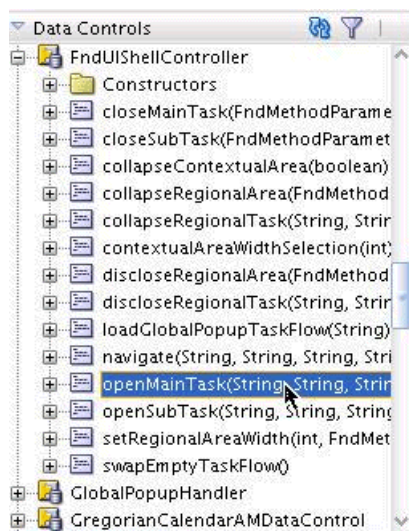 Data Controls
FndUIShellController
Constructors
closeMainTask(FndMethodParame
closeSubTask(FndMethodParamet
collapseContextualArea(boolean)
collapseRegionalArea(FndMethod
collapseRegionalTask(String, Strir
contextualAreaWidthSelection(int)
discloseRegionalArea(FndMethod
discloseRegionalTask(String, Strir
loadGlobalPopupTaskFlow(String)
navigate(String, String, String, Stri
openMainTask(String, String, Strin
openSubTask(String, String, String
setRegionalAreaWidth(int, FndMet
swapEmptyTaskFlow()
GlobalPopupHandler
GregorianCalendarAMDataControl